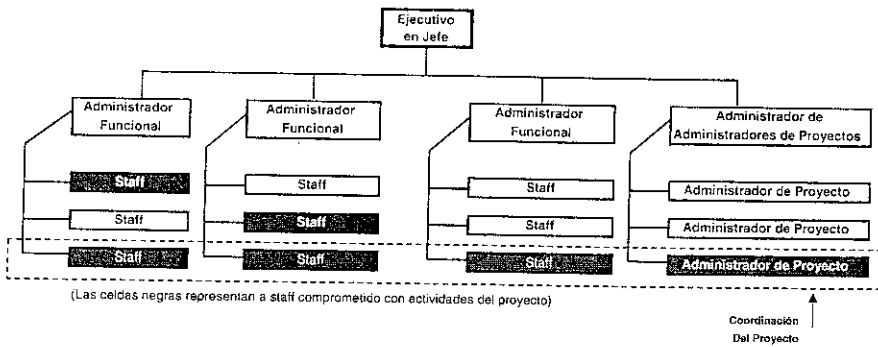 Ejecutivo
en Jefe
Administrador
Funcional
Administrador
Funcional
Administrador
Funcional
Administrador de
Administradores de Proyectos
Staff
Staff
Staff
Administrador de Proyecto
Staff
Staff
Staff
Administrador de Proyecto
Staff
Staff
Staff
Administrador de Proyecto
(Las celdas negras representan a staff comprometido con actividades del proyecto)
Coordinación
Del Proyecto